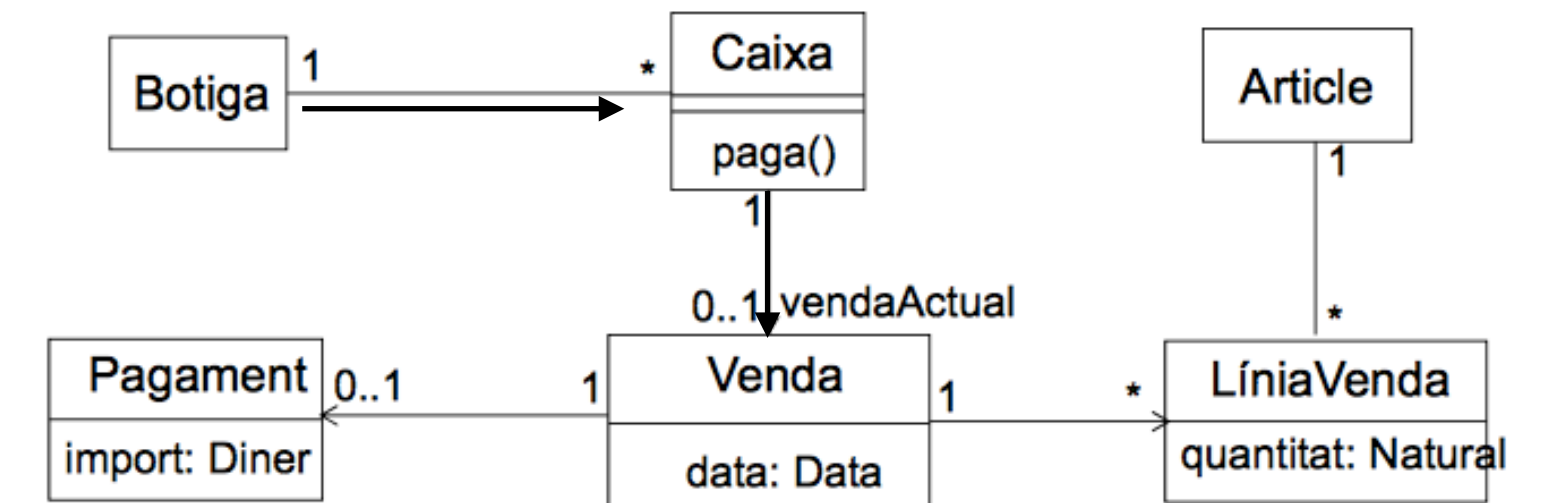 Botiga
1
*
Caixa
paga()
1
0..1
vendaActual
Article
1
*
Pagament
import: Diner
0..1
1
Venda
data: Data
1
*
LíniaVenda
quantitat: Natural